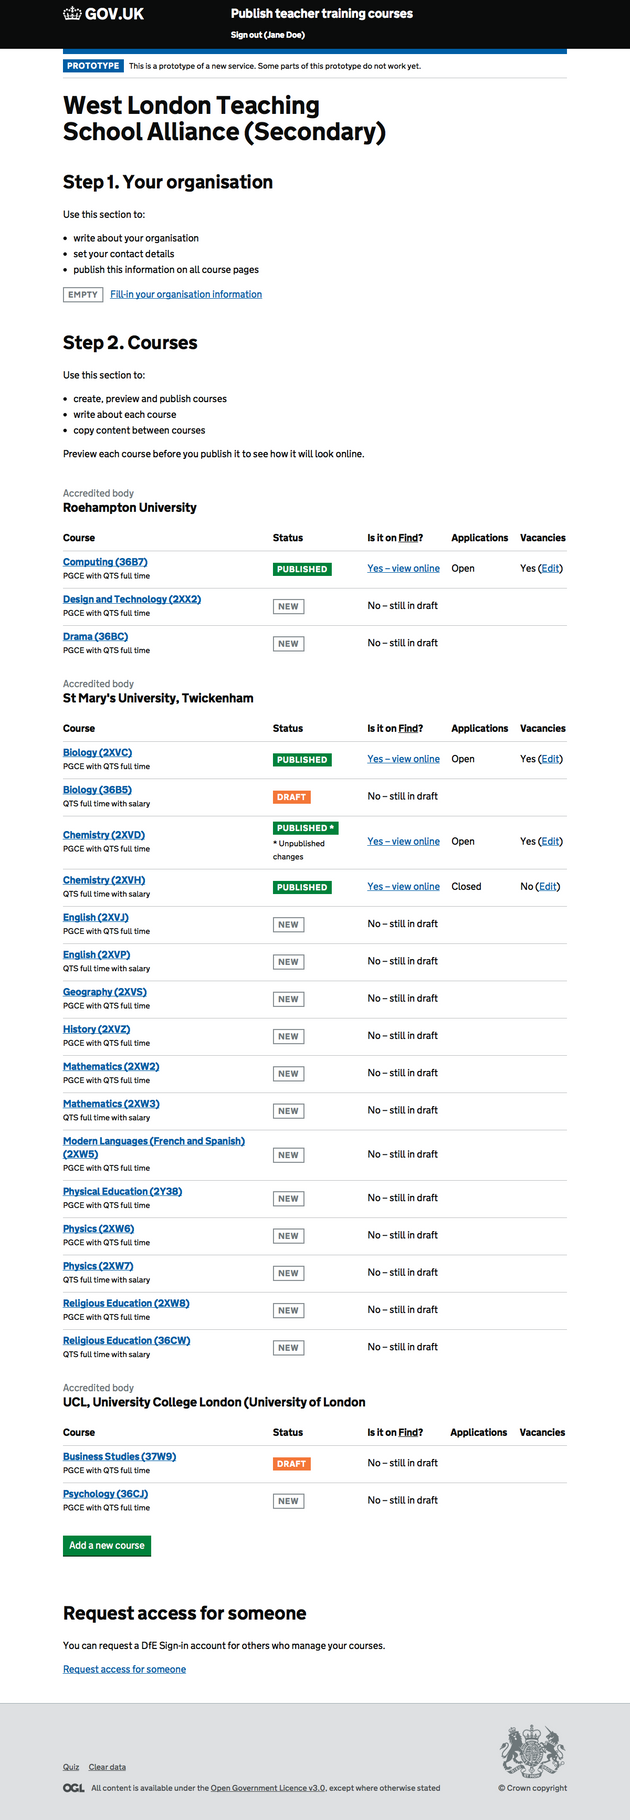 GOV.UK
Publish teacher training courses
Sign out (Jane Doe)
PROTOTYPE This is a prototype of a new service. Some parts of this prototype do not work yet.
West London Teaching
School Alliance (Secondary)
Step 1. Your organisation
Use this section to:
• write about your organisation
• set your contact details
• publish this information on all course pages
EMPTY Fill-in your organisation information
Step 2. Courses
Use this section to:
• create, preview and publish courses
• write about each course
• copy content between courses
Preview each course before you publish it to see how it will look online.
Accredited body
Roehampton University
Course Status Is it on Find? Applications Vacancies
Computing (36B7)
PGCE with QTS full time
PUBLISHED Yes – view online Open Yes (Edit)
Design and Technology (2XX2)
PGCE with QTS full time
NEW No – still in draft
Drama (36BC)
PGCE with QTS full time
NEW No – still in draft
Accredited body
St Mary's University, Twickenham
Course Status Is it on Find? Applications Vacancies
Biology (2XVC)
PGCE with QTS full time
PUBLISHED Yes – view online Open Yes (Edit)
Biology (36B5)
QTS full time with salary
DRAFT No – still in draft
Chemistry (2XVD)
PGCE with QTS full time
PUBLISHED *
* Unpublished
changes
Yes – view online Open Yes (Edit)
Chemistry (2XVH)
QTS full time with salary
PUBLISHED Yes – view online Closed No (Edit)
English (2XVJ)
PGCE with QTS full time
NEW No – still in draft
English (2XVP)
QTS full time with salary
NEW No – still in draft
Geography (2XVS)
PGCE with QTS full time
NEW No – still in draft
History (2XVZ)
PGCE with QTS full time
NEW No – still in draft
Mathematics (2XW2)
PGCE with QTS full time
NEW No – still in draft
Mathematics (2XW3)
QTS full time with salary
NEW No – still in draft
Modern Languages (French and Spanish)
(2XW5)
PGCE with QTS full time
NEW No – still in draft
Physical Education (2Y38)
PGCE with QTS full time
NEW No – still in draft
Physics (2XW6)
PGCE with QTS full time
NEW No – still in draft
Physics (2XW7)
QTS full time with salary
NEW No – still in draft
Religious Education (2XW8)
PGCE with QTS full time
NEW No – still in draft
Religious Education (36CW)
QTS full time with salary
NEW No – still in draft
Accredited body
UCL, University College London (University of London
Course Status Is it on Find? Applications Vacancies
Business Studies (37W9)
PGCE with QTS full time
DRAFT No – still in draft
Psychology (36CJ)
PGCE with QTS full time
NEW No – still in draft
Add a new course
Request access for someone
You can request a DfE Sign-in account for others who manage your courses.
Request access for someone
Quiz Clear data
OGL All content is available under the Open Government Licence v3.0, except where otherwise stated
© Crown copyright